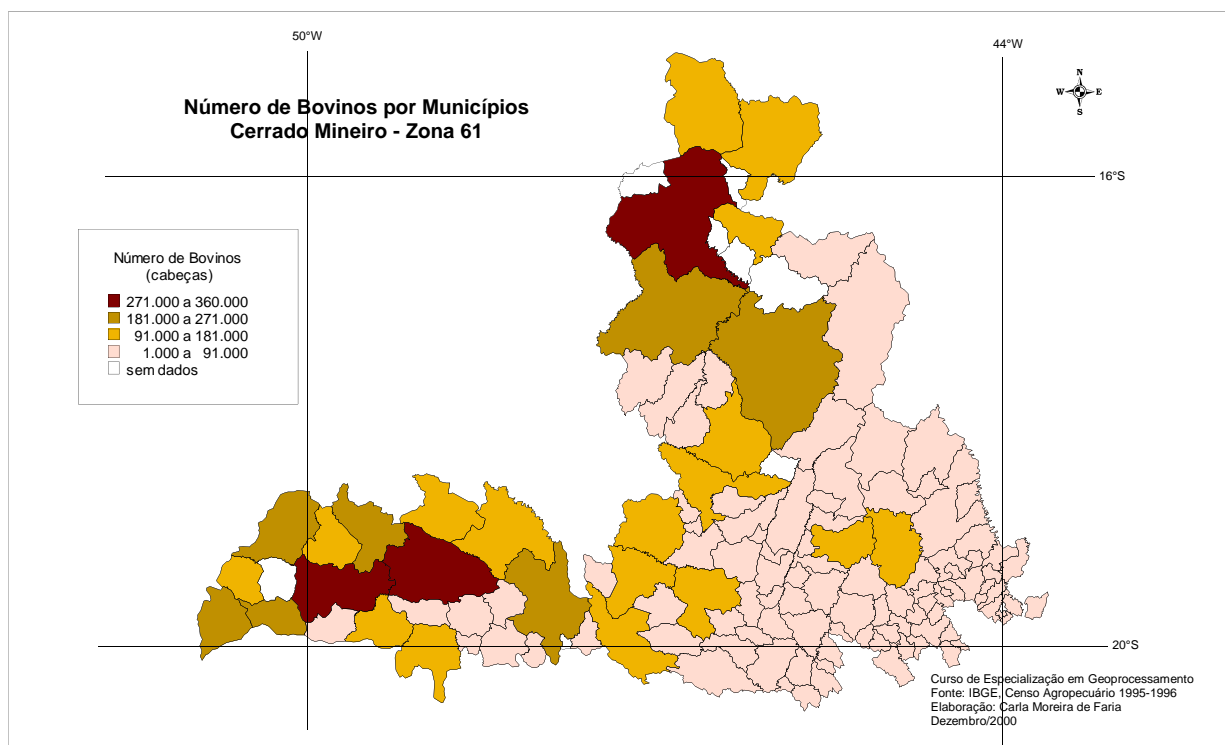 50°W
44°W
Número de Bovinos por Municípios
Cerrado Mineiro - Zona 61
N
W E
S
16°S
Número de Bovinos
(cabeças)
271.000 a 360.000
181.000 a 271.000
91.000 a 181.000
1.000 a 91.000
sem dados
20°S
Curso de Especialização em Geoprocessamento
Fonte: IBGE, Censo Agropecuário 1995-1996
Elaboração: Carla Moreira de Faria
Dezembro/2000